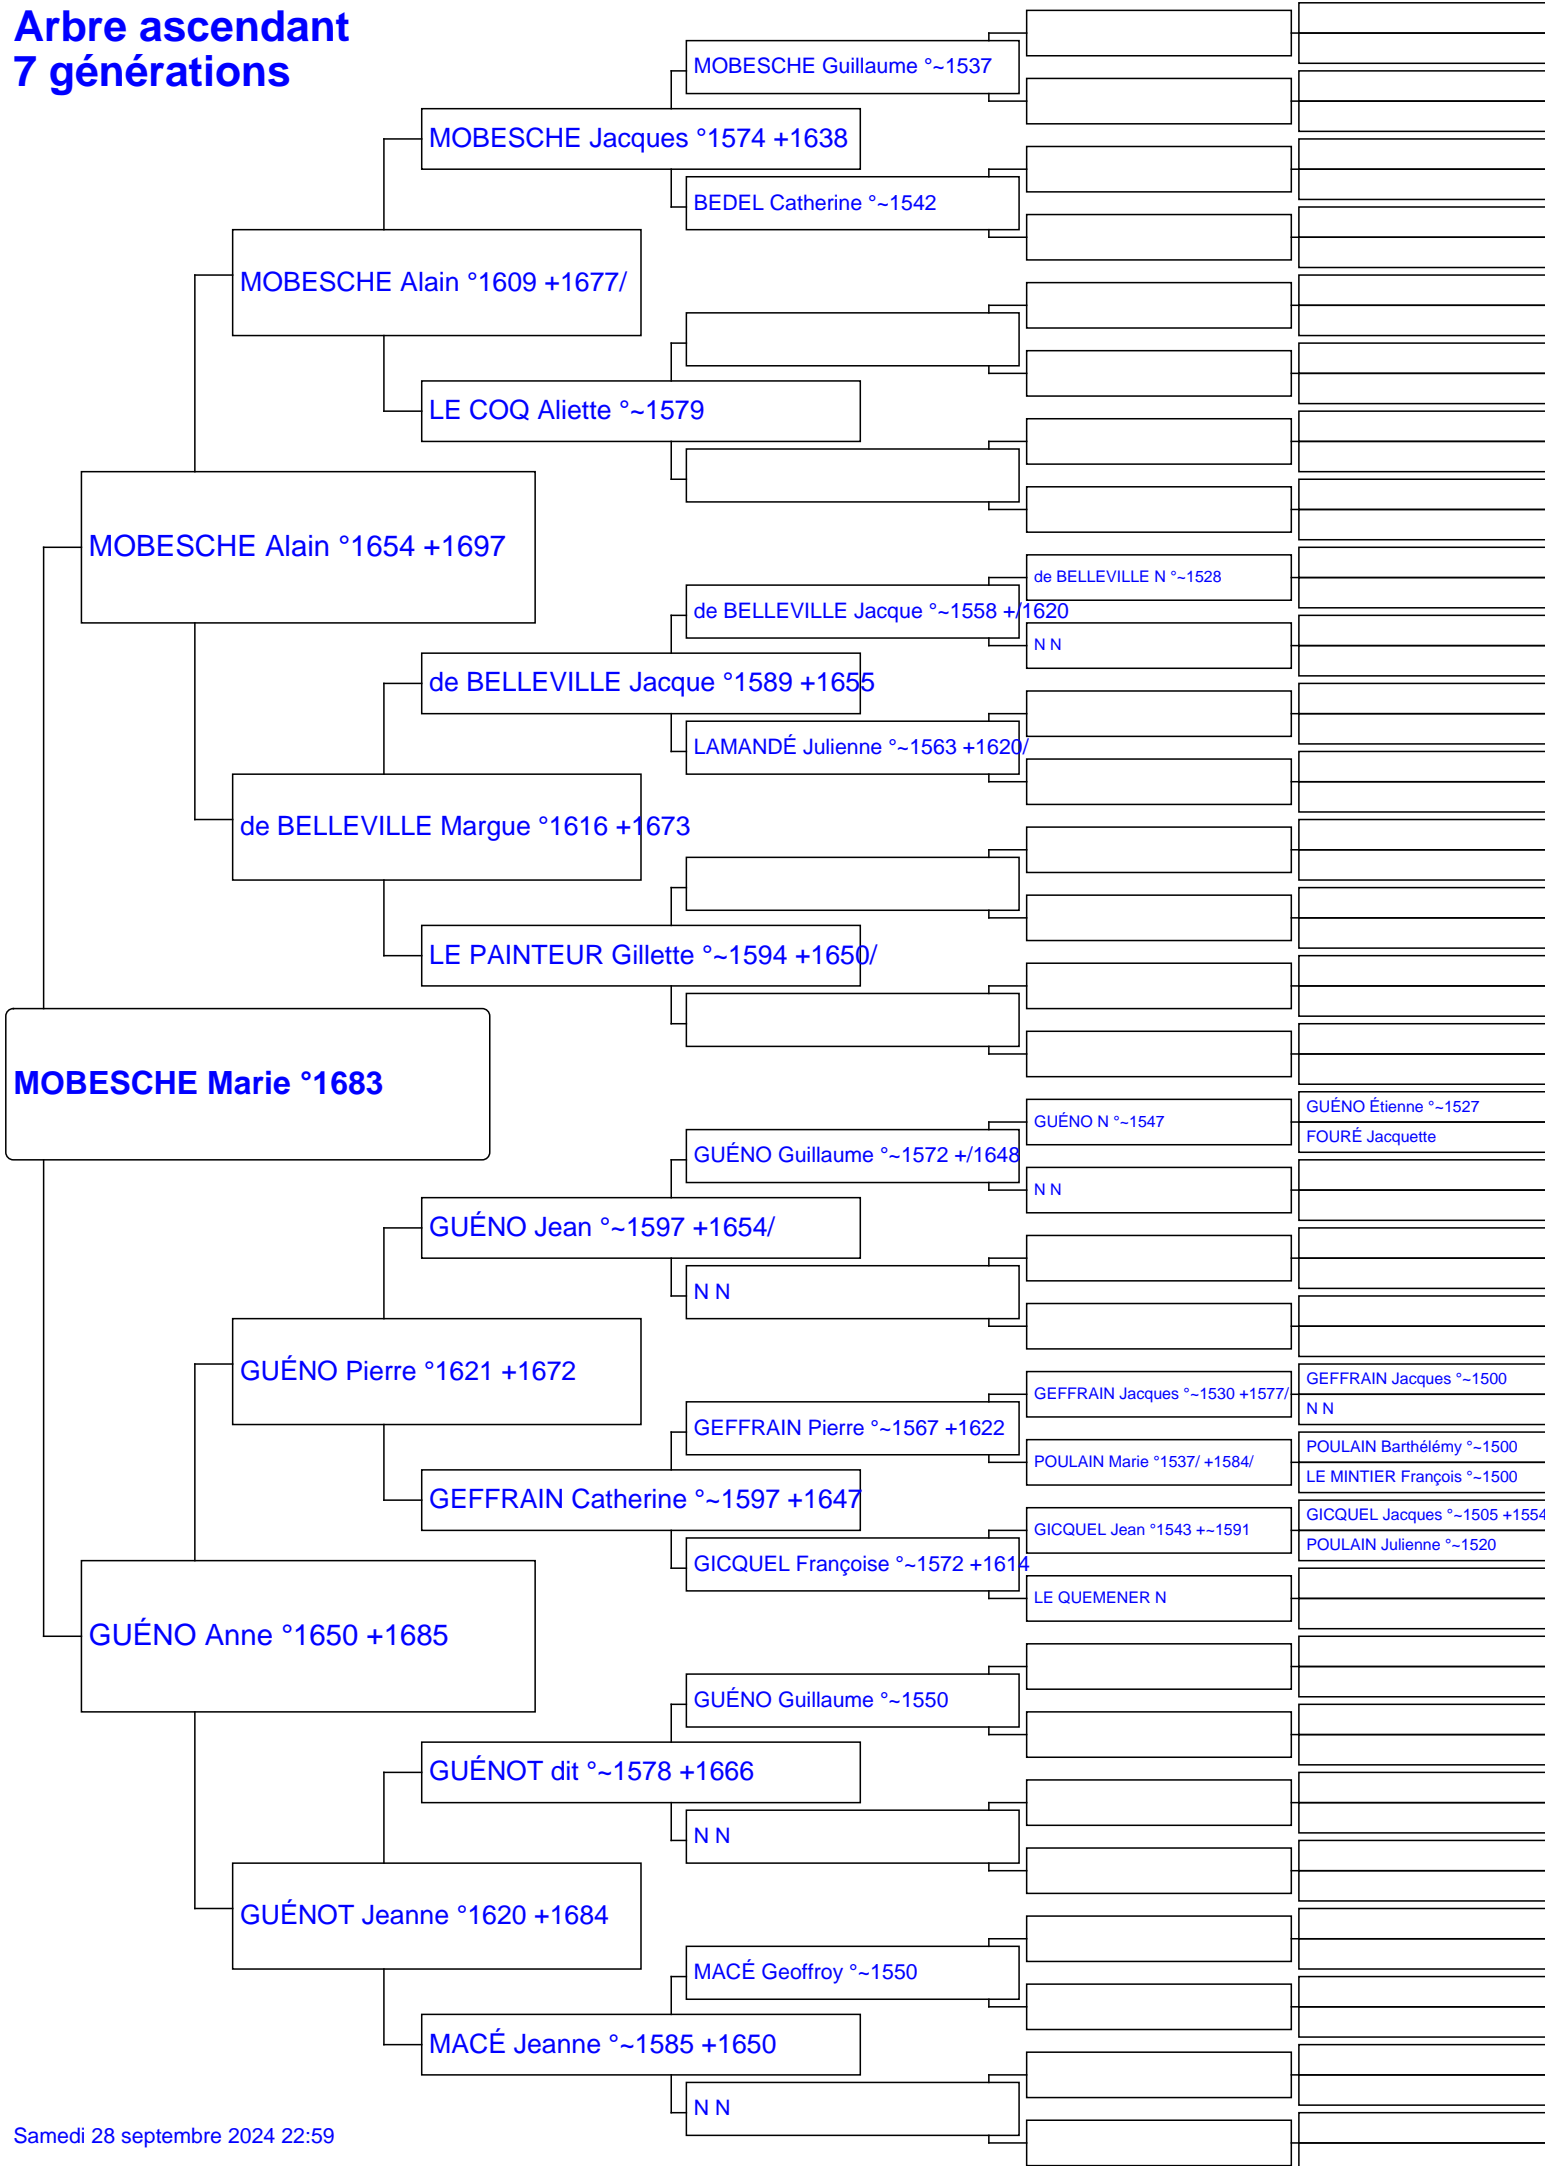 Arbre ascendant
7 générations
MOBESCHE Guillaume °~1537
MOBESCHE Jacques °1574 +1638
BEDEL Catherine °~1542
MOBESCHE Alain °1609 +1677/
LE COQ Aliette °~1579
MOBESCHE Alain °1654 +1697
de BELLEVILLE N °~1528
de BELLEVILLE Jacque °~1558 +/1620
N N
de BELLEVILLE Jacque °1589 +1655
LAMANDÉ Julienne °~1563 +1620/
de BELLEVILLE Margue °1616 +1673
LE PAINTEUR Gillette °~1594 +1650/
MOBESCHE Marie °1683
GUÉNO Étienne °~1527
GUÉNO N °~1547
FOURÉ Jacquette
GUÉNO Guillaume °~1572 +/1648
N N
GUÉNO Jean °~1597 +1654/
N N
GUÉNO Pierre °1621 +1672
GEFFRAIN Jacques °~1500
GEFFRAIN Jacques °~1530 +1577/
N N
GEFFRAIN Pierre °~1567 +1622
POULAIN Barthélémy °~1500
POULAIN Marie °1537/ +1584/
LE MINTIER François °~1500
GEFFRAIN Catherine °~1597 +1647
GICQUEL Jacques °~1505 +1554
GICQUEL Jean °1543 +~1591
POULAIN Julienne °~1520
GICQUEL Françoise °~1572 +1614
LE QUEMENER N
GUÉNO Anne °1650 +1685
GUÉNO Guillaume °~1550
GUÉNOT dit °~1578 +1666
N N
GUÉNOT Jeanne °1620 +1684
MACÉ Geoffroy °~1550
MACÉ Jeanne °~1585 +1650
N N
Samedi 28 septembre 2024 22:59